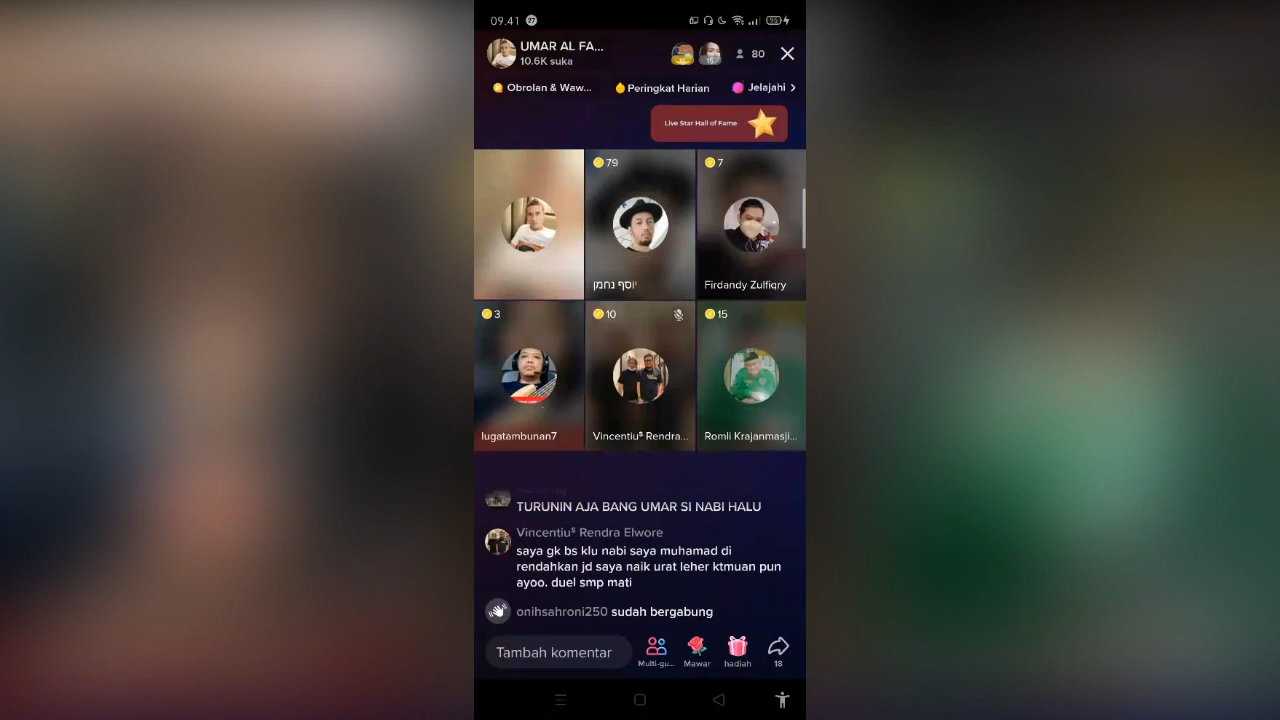 09.41 27
95
UMAR AL FA...
10.6K suka
80
Obrolan & Waw...
Peringkat Harian
Jelajahi
Live Star Hall of Fame
79
7
יוסף נחמן
Firdandy Zulfiqry
3
10
15
lugatambunan7
Vincentiu⁵ Rendra...
Romli Krajanmasji...
TURUNIN AJA BANG UMAR SI NABI HALU
Vincentiu⁵ Rendra Elwore
saya gk bs klu nabi saya muhamad di
rendahkan jd saya naik urat leher ktmuan pun
ayoo. duel smp mati
onihsahroni250 sudah bergabung
Tambah komentar
Multi-gu...
Mawar
hadiah
18